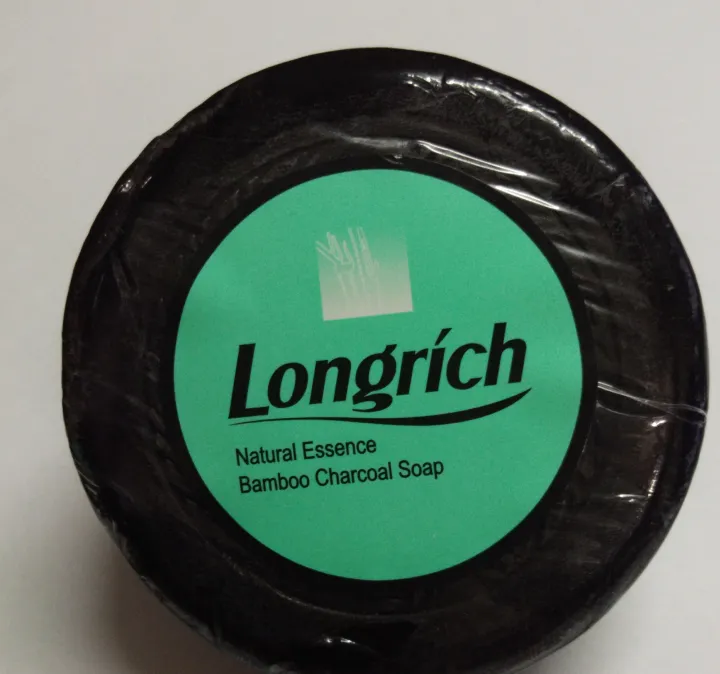 Longrích
Natural Essence
Bamboo Charcoal Soap